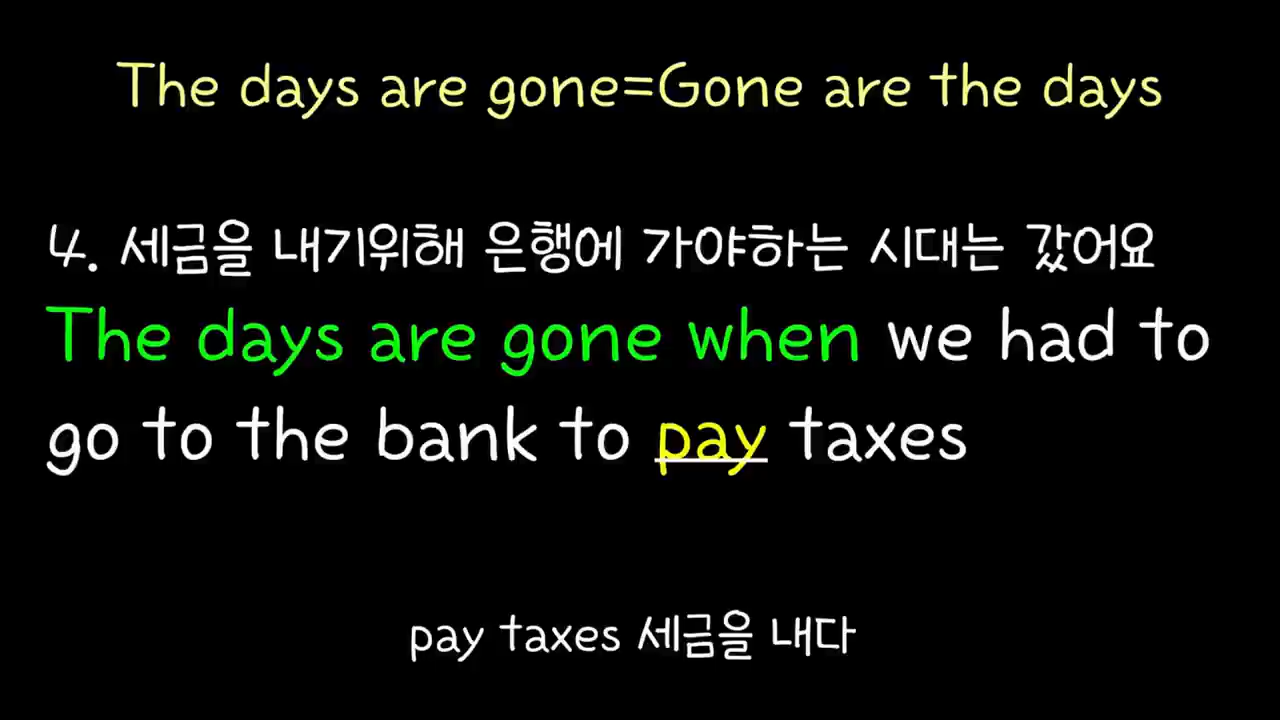 The days are gone=Gone are the days
4. 세금을 내기위해 은행에 가야하는 시대는 갔어요
The days are gone when we had to
go to the bank to pay taxes
pay taxes 세금을 내다